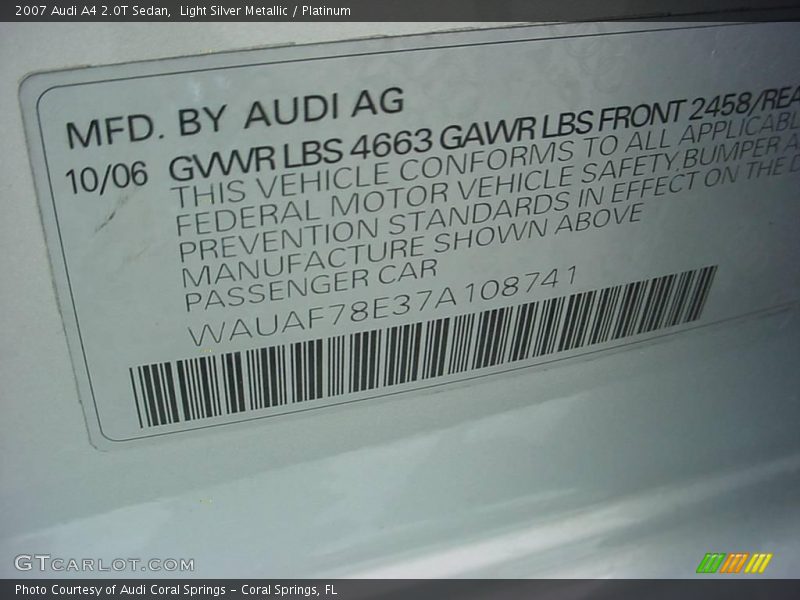 2007 Audi A4 2.0T Sedan,  Light Silver Metallic / Platinum
MFD. BY AUDI AG
10/06 GVWR LBS 4663 GAWR LBS FRONT 2458/REA
THIS VEHICLE CONFORMS TO ALL APPLICABL
FEDERAL MOTOR VEHICLE SAFETY BUMPER A
PREVENTION STANDARDS IN EFFECT ON THE D
MANUFACTURE SHOWN ABOVE
PASSENGER CAR
WAUAF78E37A108741
GTCARLOT.COM
Photo Courtesy of Audi Coral Springs – Coral Springs, FL